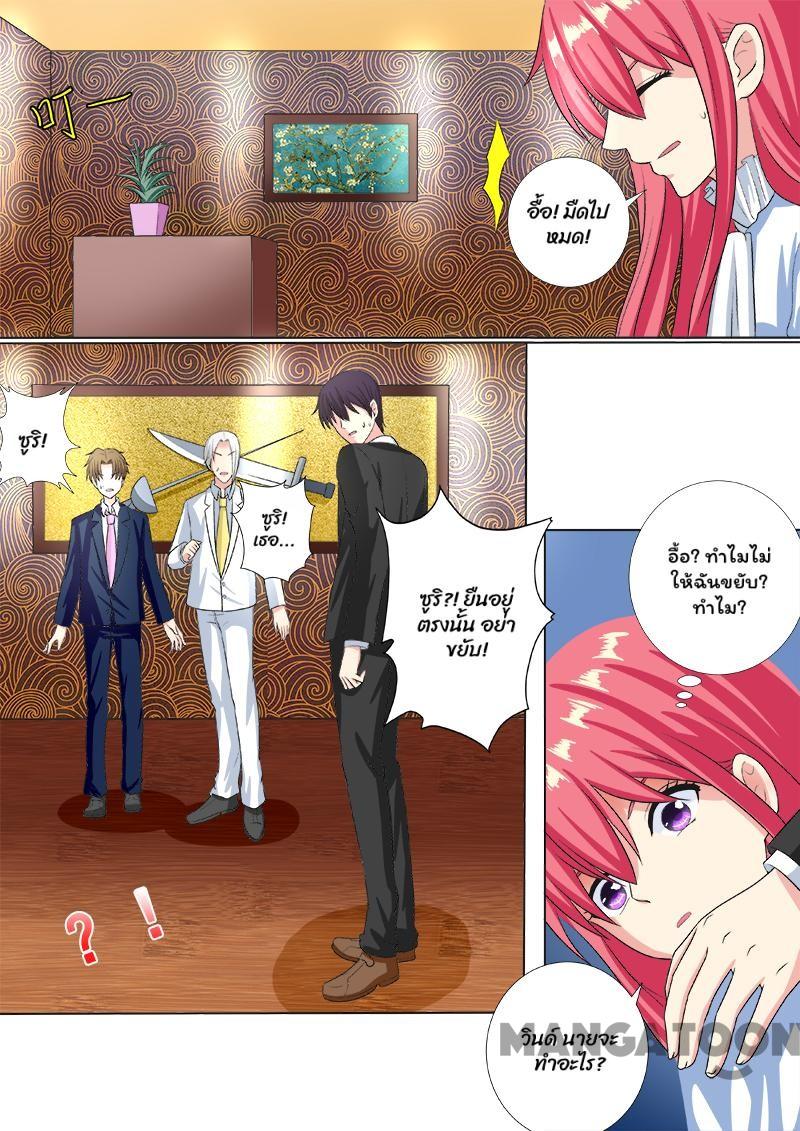 叮一
อื้อ! มืดไป
หมด!
ซูริ!
ซูริ!
เธอ...
ซูริ?! ยืนอยู่
ตรงนั้น อย่า
ขยับ!
อื้อ? ทำไมไม่
ให้ฉันขยับ?
ทำไม?
? !
วินด์ นายจะ
ทำอะไร?
MANGATOON